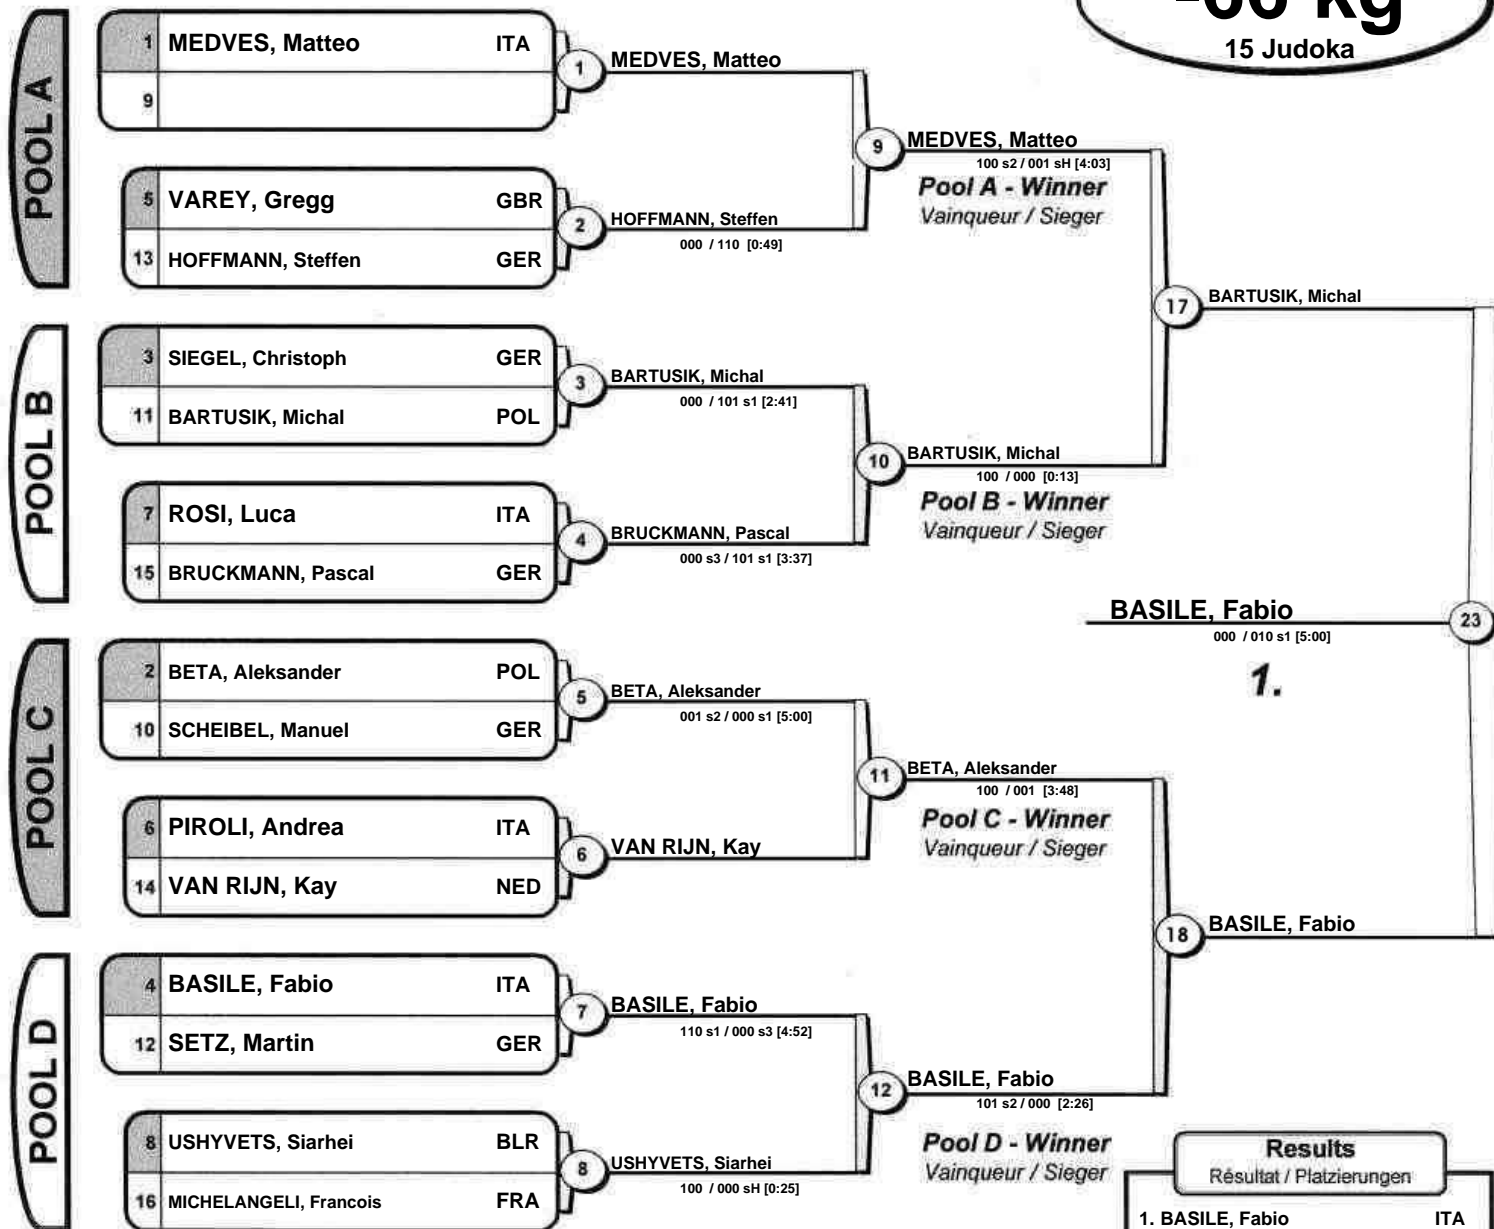 -60 kg
15 Judoka
POOL A
1 MEDVES, Matteo ITA
9
5 VAREY, Gregg GBR
13 HOFFMANN, Steffen GER
1 MEDVES, Matteo
2 HOFFMANN, Steffen
000 / 110 [0:49]
9 MEDVES, Matteo
100 s2 / 001 sH [4:03]
Pool A - Winner
Vainqueur / Sieger
POOL B
3 SIEGEL, Christoph GER
11 BARTUSIK, Michal POL
7 ROSI, Luca ITA
15 BRUCKMANN, Pascal GER
3 BARTUSIK, Michal
000 / 101 s1 [2:41]
4 BRUCKMANN, Pascal
000 s3 / 101 s1 [3:37]
10 BARTUSIK, Michal
100 / 000 [0:13]
Pool B - Winner
Vainqueur / Sieger
17 BARTUSIK, Michal
POOL C
2 BETA, Aleksander POL
10 SCHEIBEL, Manuel GER
6 PIROLI, Andrea ITA
14 VAN RIJN, Kay NED
5 BETA, Aleksander
001 s2 / 000 s1 [5:00]
6 VAN RIJN, Kay
11 BETA, Aleksander
100 / 001 [3:48]
Pool C - Winner
Vainqueur / Sieger
POOL D
4 BASILE, Fabio ITA
12 SETZ, Martin GER
8 USHYVETS, Siarhei BLR
16 MICHELANGELI, Francois FRA
7 BASILE, Fabio
110 s1 / 000 s3 [4:52]
8 USHYVETS, Siarhei
100 / 000 sH [0:25]
12 BASILE, Fabio
101 s2 / 000 [2:26]
Pool D - Winner
Vainqueur / Sieger
18 BASILE, Fabio
BASILE, Fabio 23
000 / 010 s1 [5:00]
1.
Results
Résultat / Platzierungen
1. BASILE, Fabio ITA